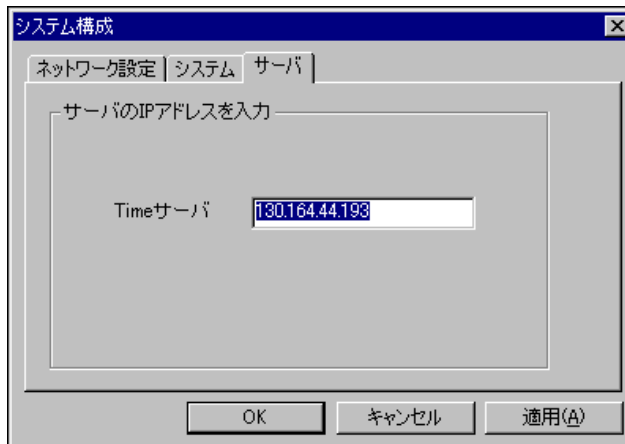 システム構成
ネットワーク設定 システム サーバ
サーバのIPアドレスを入力
Timeサーバ 130.164.44.193
OK キャンセル 適用(A)